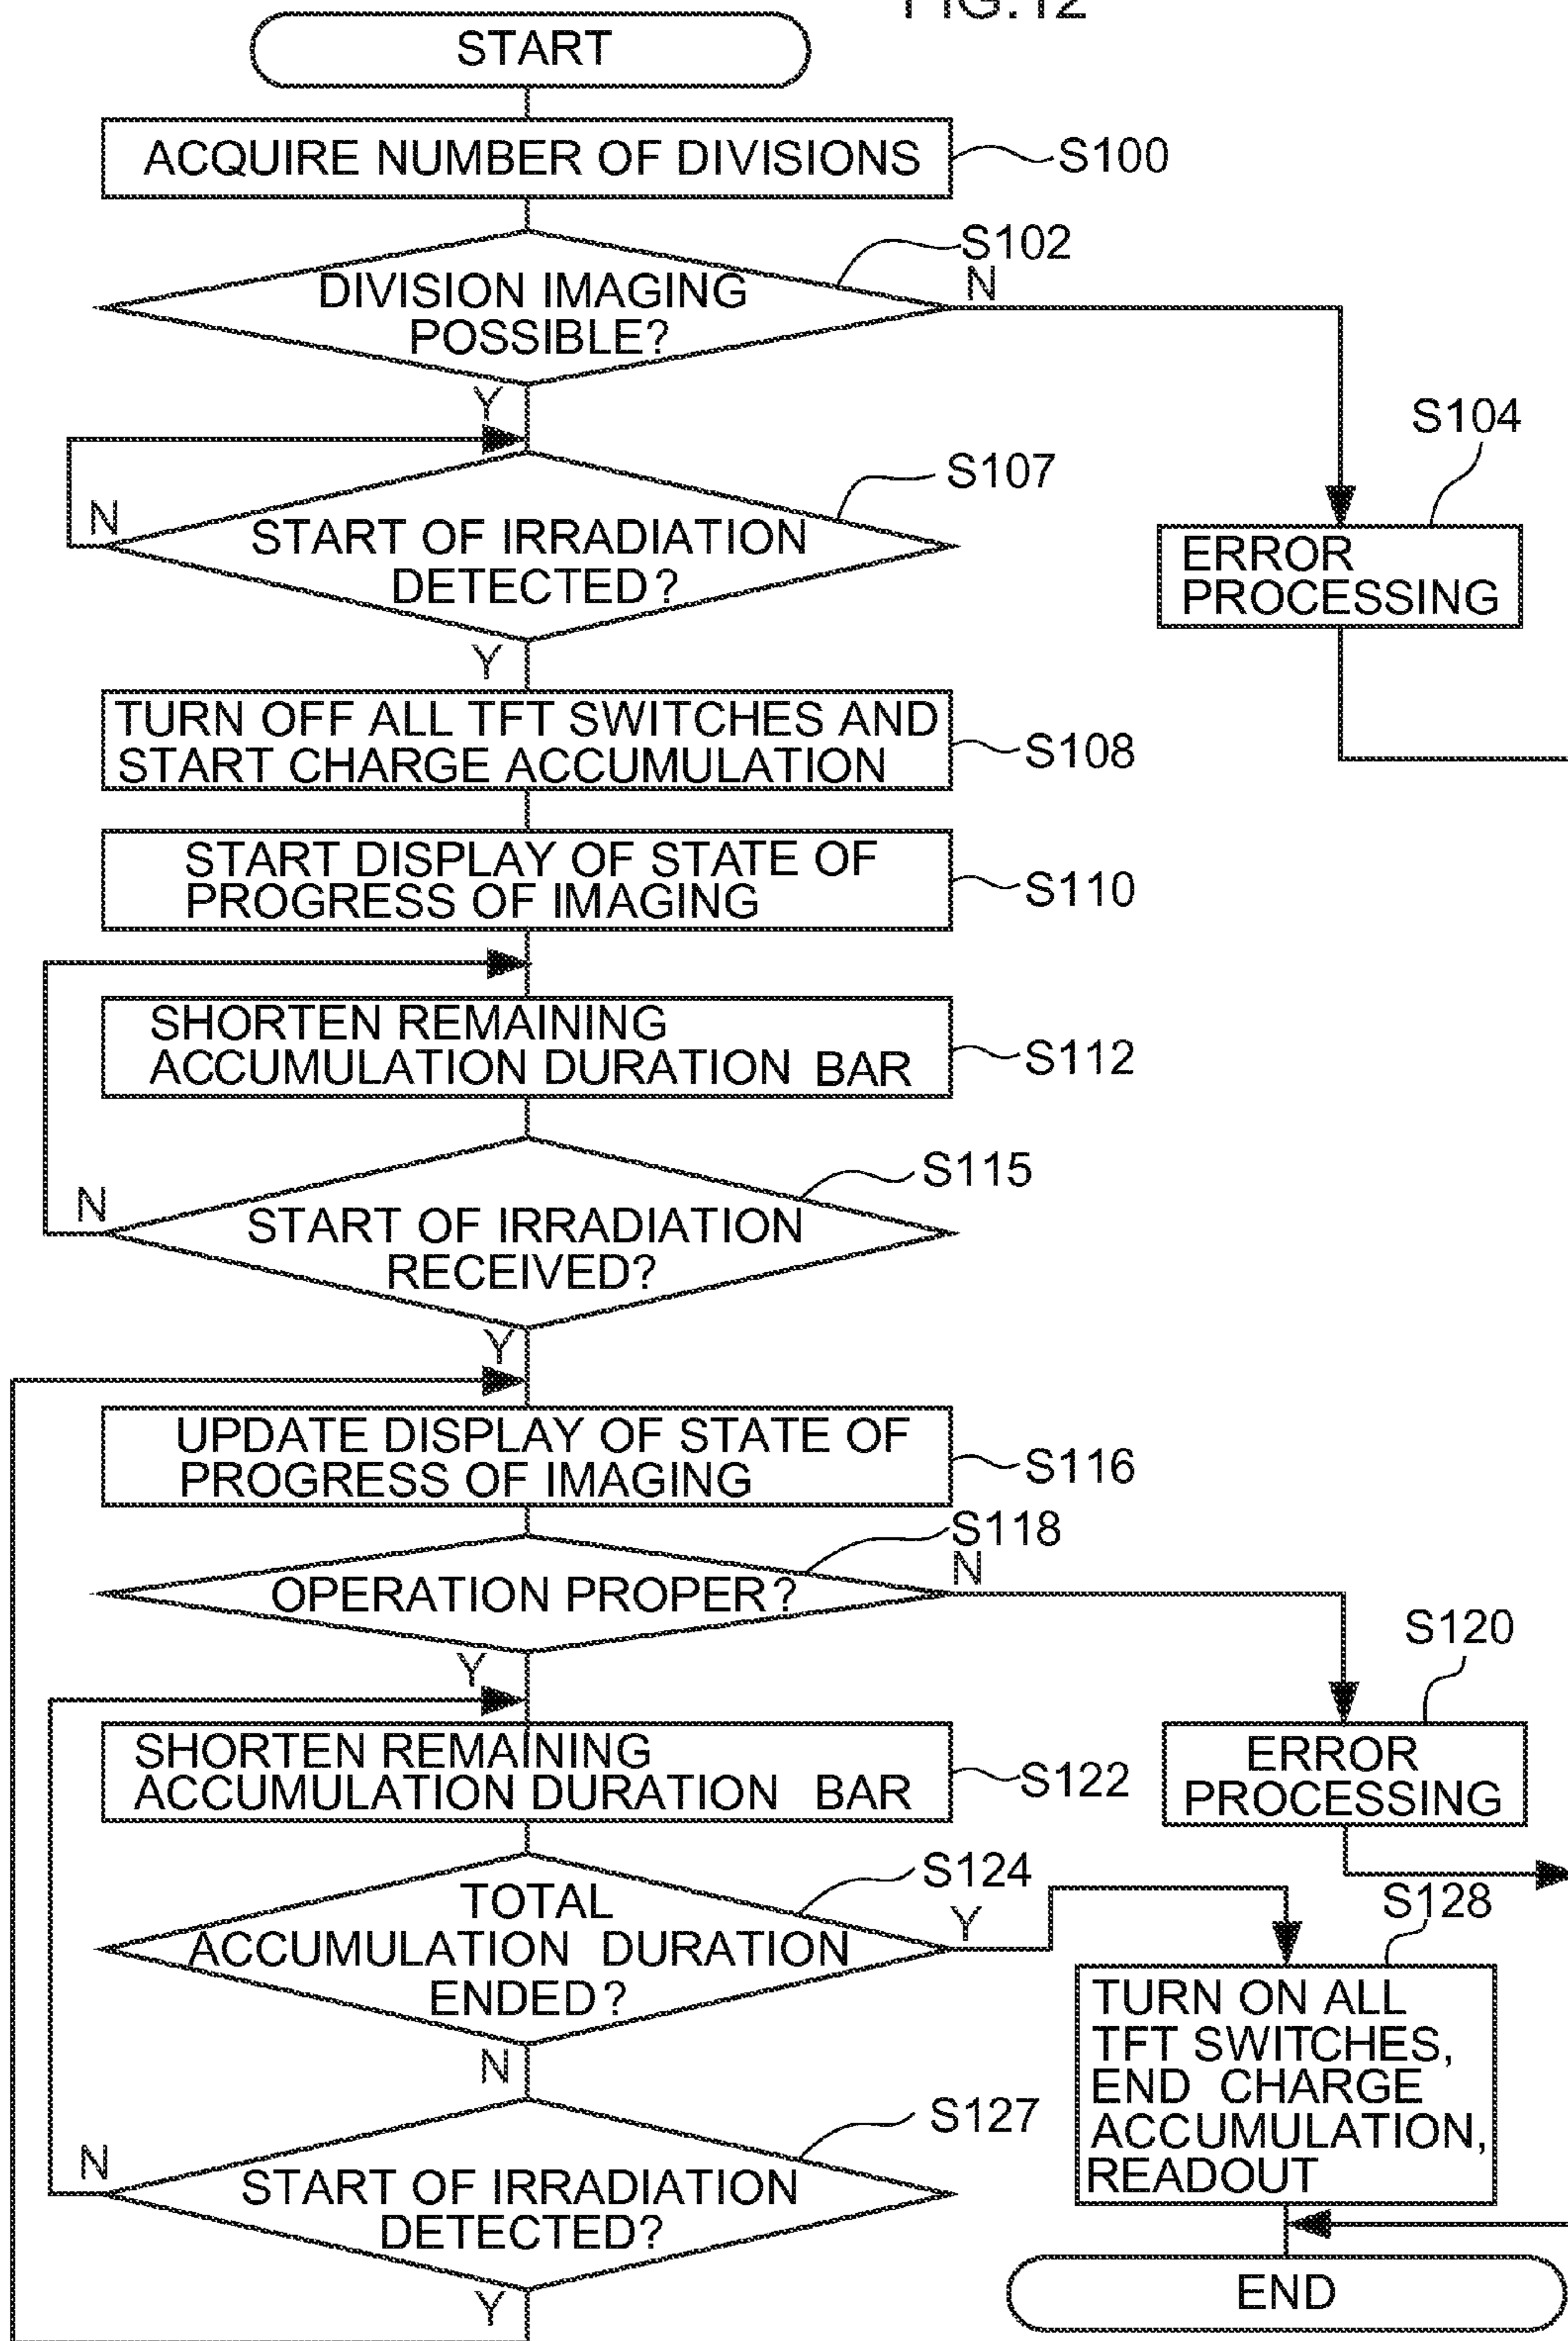 FIG.12
START
ACQUIRE NUMBER OF DIVISIONS
S100
S102
DIVISION IMAGING
POSSIBLE?
N
Y
S104
ERROR
PROCESSING
S107
N
START OF IRRADIATION
DETECTED?
Y
TURN OFF ALL TFT SWITCHES AND
START CHARGE ACCUMULATION
S108
START DISPLAY OF STATE OF
PROGRESS OF IMAGING
S110
SHORTEN REMAINING
ACCUMULATION DURATION BAR
S112
S115
N
START OF IRRADIATION
RECEIVED?
Y
UPDATE DISPLAY OF STATE OF
PROGRESS OF IMAGING
S116
S118
OPERATION PROPER?
N
Y
S120
ERROR
PROCESSING
SHORTEN REMAINING
ACCUMULATION DURATION BAR
S122
S124
TOTAL
ACCUMULATION DURATION
ENDED?
Y
N
S128
TURN ON ALL
TFT SWITCHES,
END CHARGE
ACCUMULATION,
READOUT
S127
N
START OF IRRADIATION
DETECTED?
Y
END